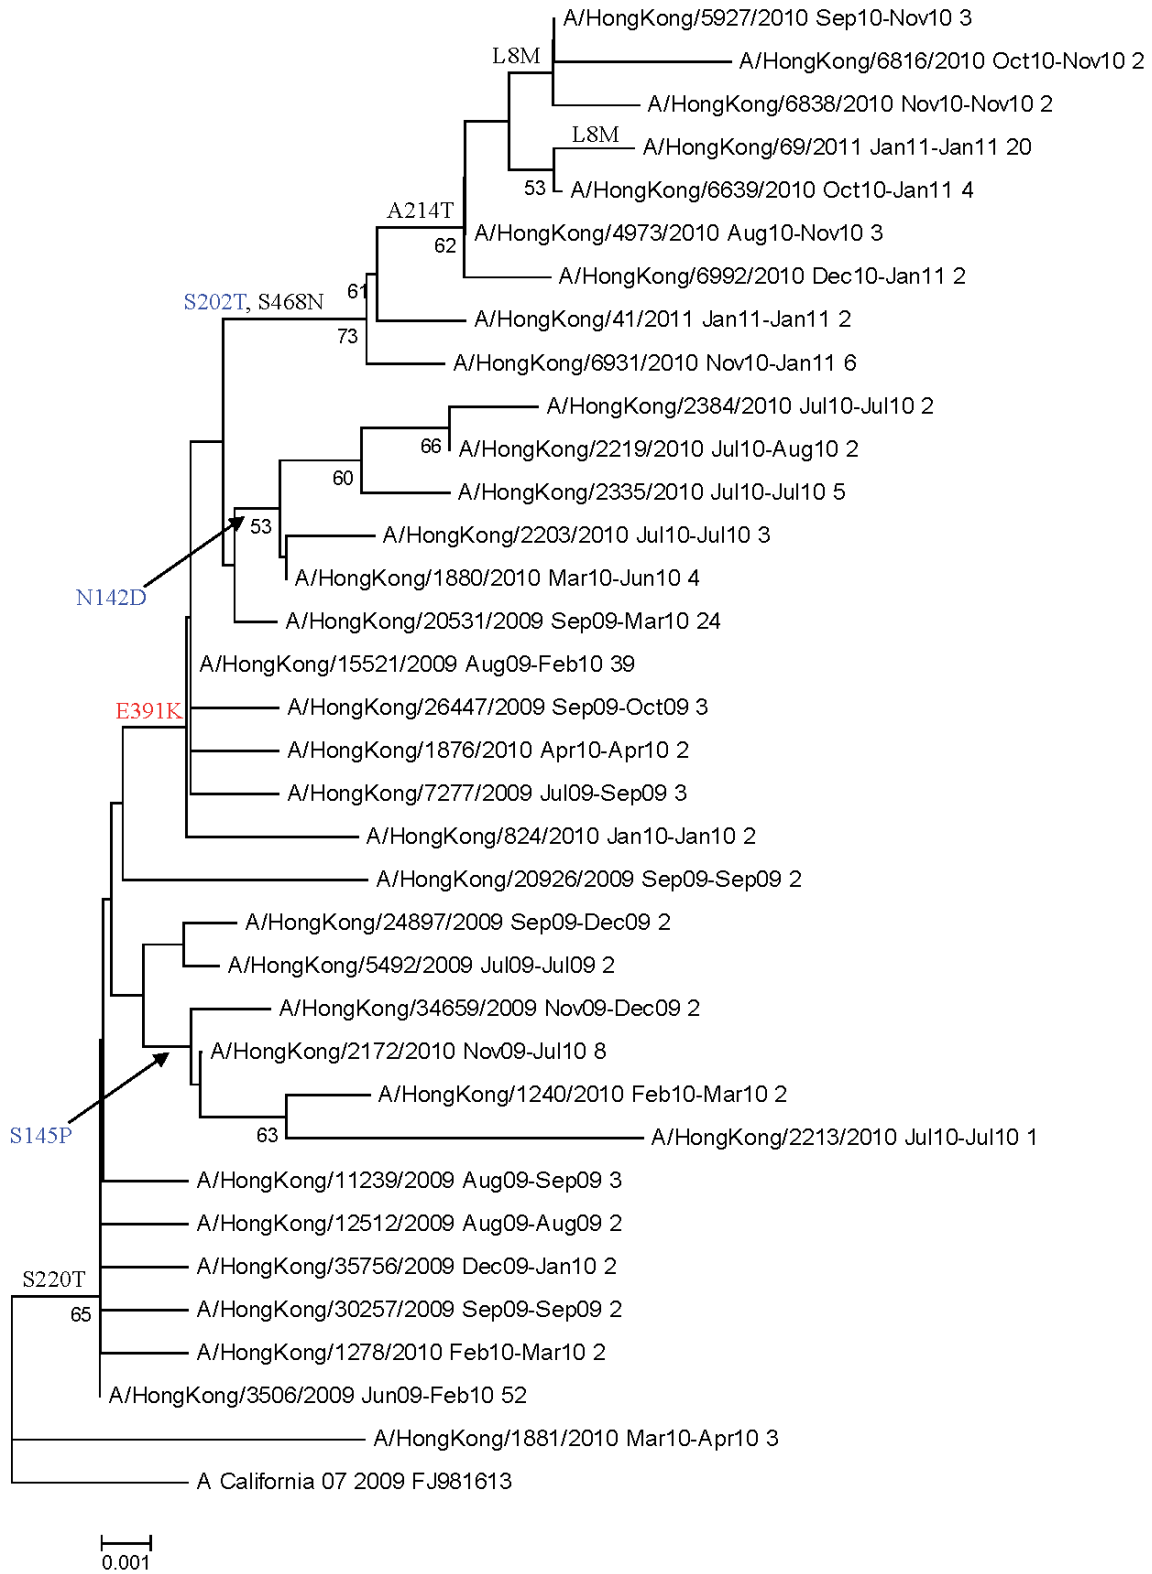 A/HongKong/5927/2010 Sep10-Nov10 3
L8M
A/HongKong/6816/2010 Oct10-Nov10 2
A/HongKong/6838/2010 Nov10-Nov10 2
L8M
A/HongKong/69/2011 Jan11-Jan11 20
53
A/HongKong/6639/2010 Oct10-Jan11 4
A214T
A/HongKong/4973/2010 Aug10-Nov10 3
62
A/HongKong/6992/2010 Dec10-Jan11 2
61
S202T, S468N
A/HongKong/41/2011 Jan11-Jan11 2
73
A/HongKong/6931/2010 Nov10-Jan11 6
A/HongKong/2384/2010 Jul10-Jul10 2
66
A/HongKong/2219/2010 Jul10-Aug10 2
60
A/HongKong/2335/2010 Jul10-Jul10 5
53
A/HongKong/2203/2010 Jul10-Jul10 3
A/HongKong/1880/2010 Mar10-Jun10 4
N142D
A/HongKong/20531/2009 Sep09-Mar10 24
A/HongKong/15521/2009 Aug09-Feb10 39
E391K
A/HongKong/26447/2009 Sep09-Oct09 3
A/HongKong/1876/2010 Apr10-Apr10 2
A/HongKong/7277/2009 Jul09-Sep09 3
A/HongKong/824/2010 Jan10-Jan10 2
A/HongKong/20926/2009 Sep09-Sep09 2
A/HongKong/24897/2009 Sep09-Dec09 2
A/HongKong/5492/2009 Jul09-Jul09 2
A/HongKong/34659/2009 Nov09-Dec09 2
A/HongKong/2172/2010 Nov09-Jul10 8
A/HongKong/1240/2010 Feb10-Mar10 2
63
A/HongKong/2213/2010 Jul10-Jul10 1
S145P
A/HongKong/11239/2009 Aug09-Sep09 3
A/HongKong/12512/2009 Aug09-Aug09 2
A/HongKong/35756/2009 Dec09-Jan10 2
S220T
65
A/HongKong/30257/2009 Sep09-Sep09 2
A/HongKong/1278/2010 Feb10-Mar10 2
A/HongKong/3506/2009 Jun09-Feb10 52
A/HongKong/1881/2010 Mar10-Apr10 3
A California 07 2009 FJ981613
0.001